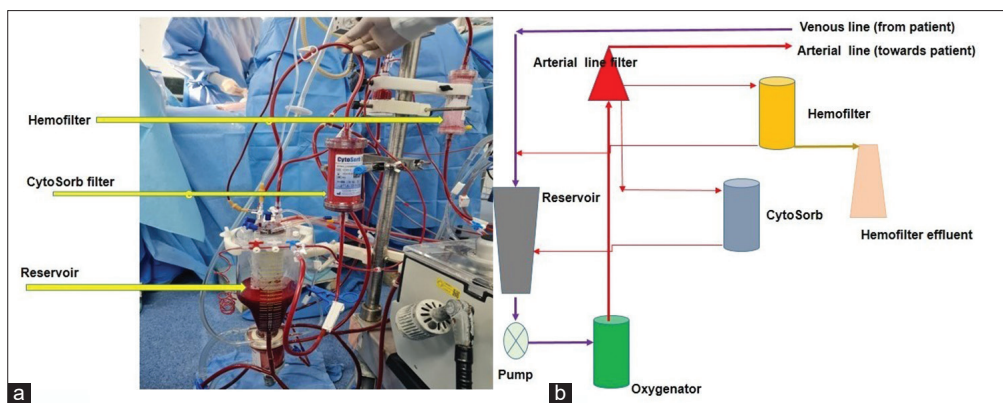 Hemofilter
CytoSorb filter
Reservoir
CytoSorb
a
Venous line (from patient)
Arterial line (towards patient)
Arterial line filter
Hemofilter
Reservoir
CytoSorb
Hemofilter effluent
Pump
Oxygenator
b